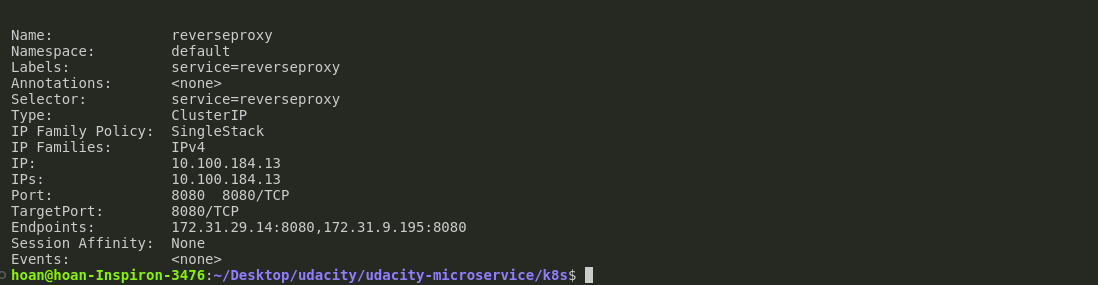 Name:              reverseproxy
Namespace:         default
Labels:            service=reverseproxy
Annotations:       <none>
Selector:          service=reverseproxy
Type:              ClusterIP
IP Family Policy:  SingleStack
IP Families:       IPv4
IP:                10.100.184.13
IPs:               10.100.184.13
Port:              8080  8080/TCP
TargetPort:        8080/TCP
Endpoints:         172.31.29.14:8080,172.31.9.195:8080
Session Affinity:  None
Events:            <none>
hoan@hoan-Inspiron-3476:~/Desktop/udacity/udacity-microservice/k8s$